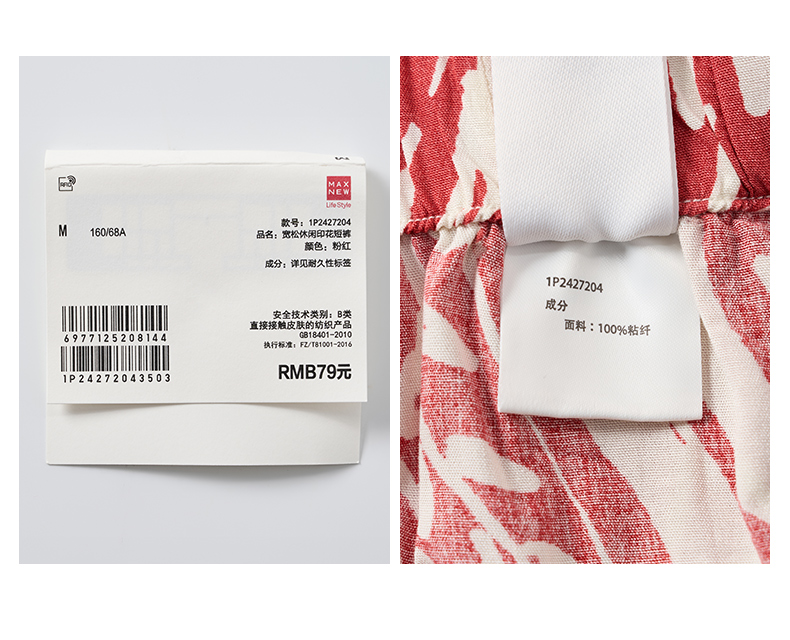 RFID
MAX
NEW
Life·Style
M 160/68A
款号：1P2427204
品名：宽松休闲印花短裤
颜色：粉红
成分：详见耐久性标签
安全技术类别：B类
直接接触皮肤的纺织产品
GB18401-2010
执行标准：FZ/T81001-2016
6977125208144
1P24272043503
RMB79元
1P2427204
成分
面料：100%粘纤